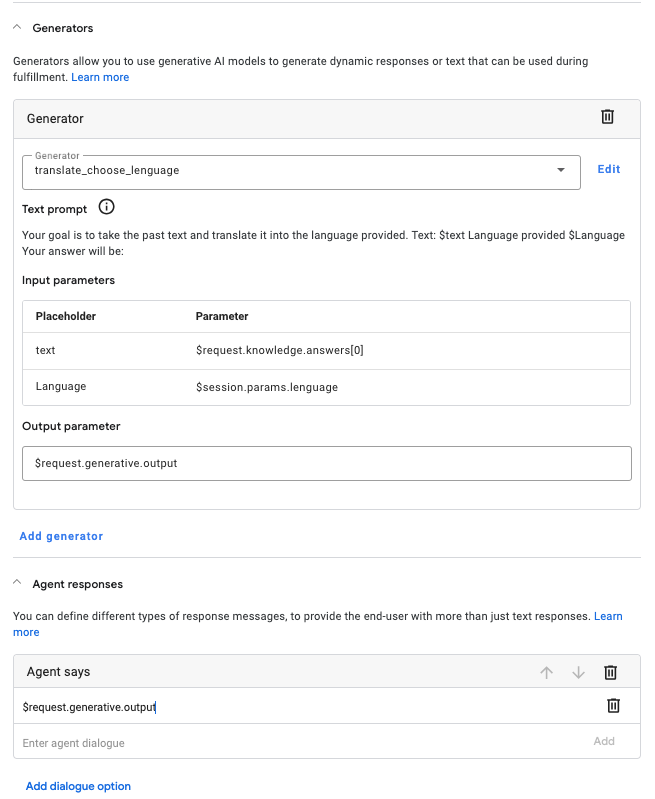 Generators
Generators allow you to use generative AI models to generate dynamic responses or text that can be used during
fulfillment. Learn more
Generator
Generator
translate_choose_lenguage
Edit
Text prompt
Your goal is to take the past text and translate it into the language provided. Text: $text Language provided $Language
Your answer will be:
Input parameters
Placeholder Parameter
text $request.knowledge.answers[0]
Language $session.params.lenguage
Output parameter
$request.generative.output
Add generator
Agent responses
You can define different types of response messages, to provide the end-user with more than just text responses. Learn
more
Agent says
$request.generative.output
Enter agent dialogue Add
Add dialogue option